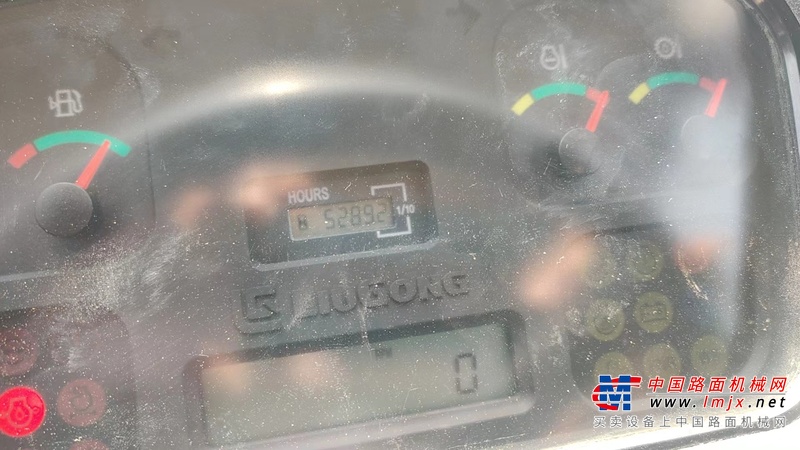 HOURS
52892
1/10
LIUGONG
0
中国路面机械网
www.lmjx.net
买卖设备上中国路面机械网